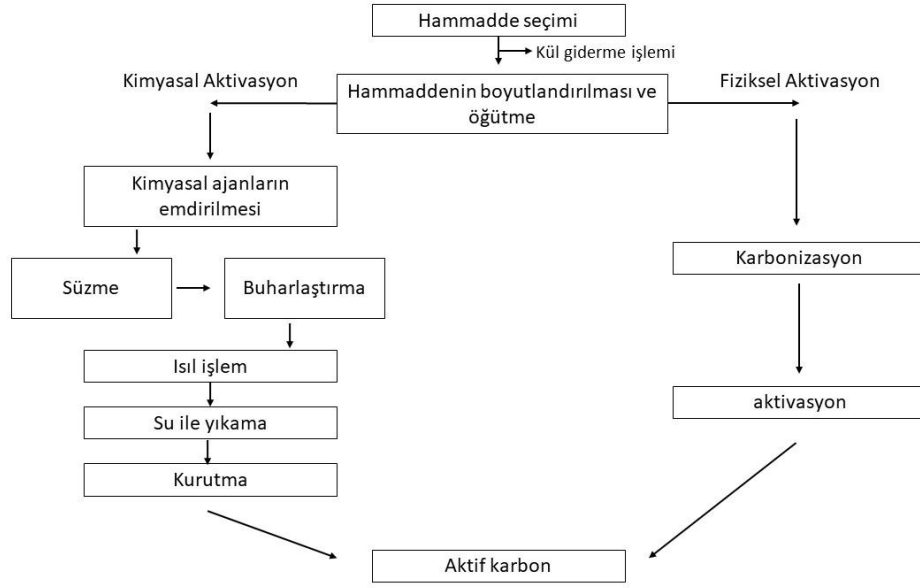 Hammadde seçimi
Kül giderme işlemi
Kimyasal Aktivasyon
Hammaddenin boyutlandırılması ve
öğütme
Fiziksel Aktivasyon
Kimyasal ajanların
emdirilmesi
Süzme
Buharlaştırma
Isıl işlem
Su ile yıkama
Kurutma
Karbonizasyon
aktivasyon
Aktif karbon